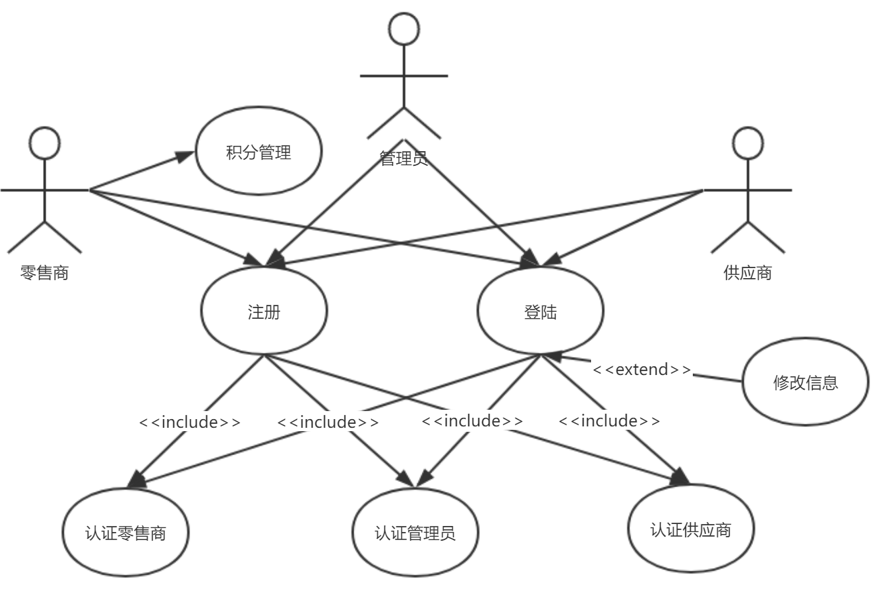 管理员
积分管理
零售商
供应商
注册
登陆
<<extend>>
修改信息
<<include>>
<<include>>
<<include>>
<<include>>
认证零售商
认证管理员
认证供应商